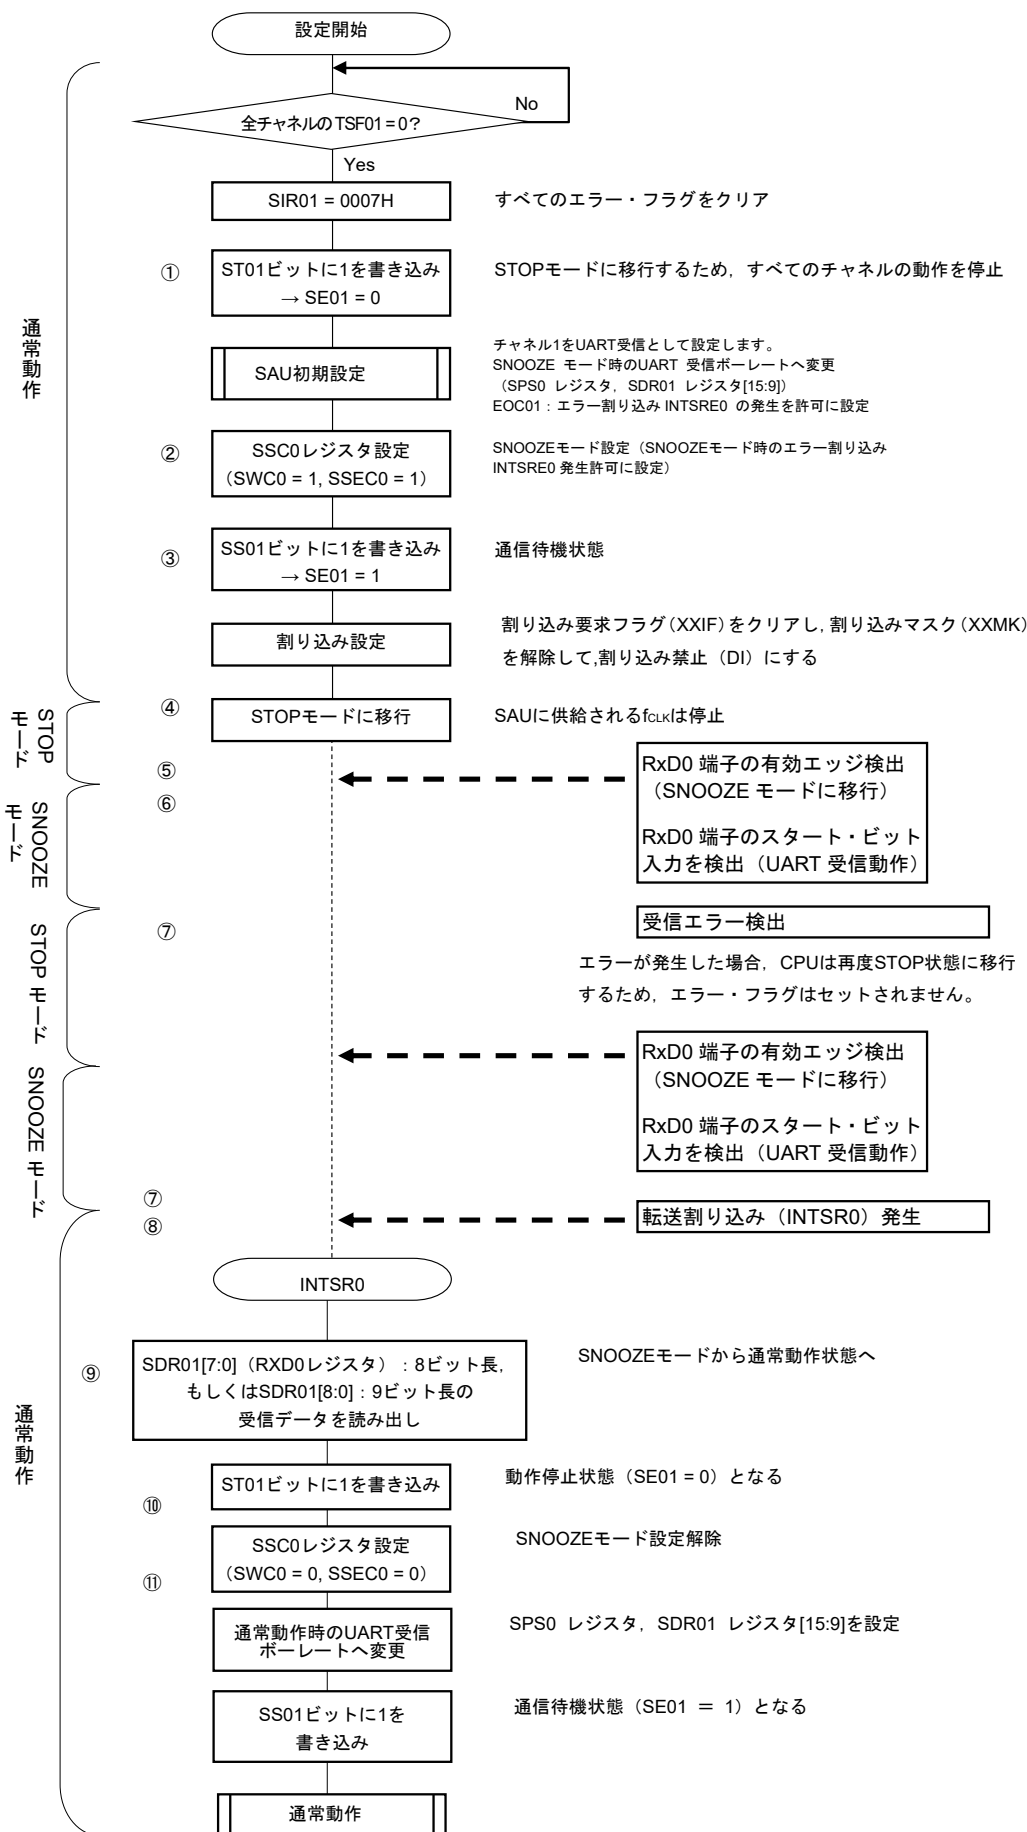 設定開始
No
全チャネルのTSF01 = 0?
Yes
SIR01 = 0007H
すべてのエラー・フラグをクリア
①
ST01ビットに1を書き込み
→ SE01 = 0
STOPモードに移行するため，すべてのチャネルの動作を停止
通常動作
SAU初期設定
チャネル1をUART受信として設定します。
SNOOZE モード時のUART 受信ボーレートへ変更
（SPS0 レジスタ，SDR01 レジスタ[15:9]）
EOC01：エラー割り込み INTSRE0 の発生を許可に設定
②
SSC0レジスタ設定
（SWC0 = 1, SSEC0 = 1）
SNOOZEモード設定（SNOOZEモード時のエラー割り込み
INTSRE0 発生許可に設定）
③
SS01ビットに1を書き込み
→ SE01 = 1
通信待機状態
割り込み設定
割り込み要求フラグ（XXIF）をクリアし, 割り込みマスク（XXMK）
を解除して,割り込み禁止（DI）にする
STOP
モード
④
STOPモードに移行
SAUに供給されるfCLKは停止
⑤
RxD0 端子の有効エッジ検出
（SNOOZE モードに移行）
RxD0 端子のスタート・ビット
入力を検出（UART 受信動作）
SNOOZE
モード
⑥
STOP モード
⑦
受信エラー検出
エラーが発生した場合，CPUは再度STOP状態に移行
するため，エラー・フラグはセットされません。
RxD0 端子の有効エッジ検出
（SNOOZE モードに移行）
RxD0 端子のスタート・ビット
入力を検出（UART 受信動作）
SNOOZE モード
⑦
⑧
転送割り込み（INTSR0）発生
INTSR0
⑨
SDR01[7:0]（RXD0レジスタ）：8ビット長,
もしくはSDR01[8:0]：9ビット長の
受信データを読み出し
SNOOZEモードから通常動作状態へ
通常動作
ST01ビットに1を書き込み
動作停止状態（SE01 = 0）となる
⑩
SSC0レジスタ設定
（SWC0 = 0, SSEC0 = 0）
SNOOZEモード設定解除
⑪
通常動作時のUART受信
ボーレートへ変更
SPS0 レジスタ，SDR01 レジスタ[15:9]を設定
SS01ビットに1を
書き込み
通信待機状態（SE01 ＝ 1）となる
通常動作